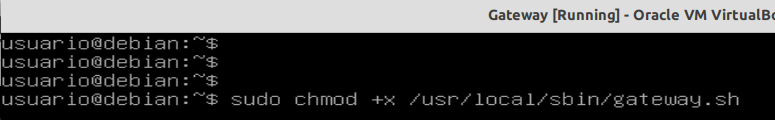 Gateway [Running] - Oracle VM VirtualBo
usuario@debian:~$
usuario@debian:~$
usuario@debian:~$
usuario@debian:~$ sudo chmod +x /usr/local/sbin/gateway.sh